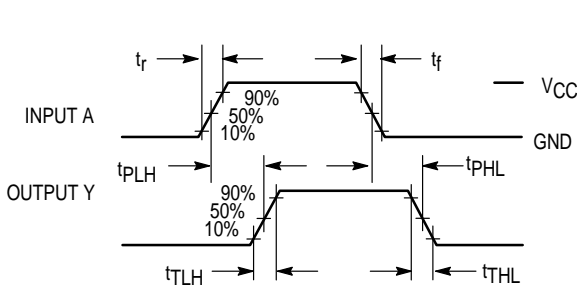 tr
tf
VCC
90%
50%
10%
INPUT A
GND
tPLH
tPHL
OUTPUT Y
90%
50%
10%
tTLH
tTHL